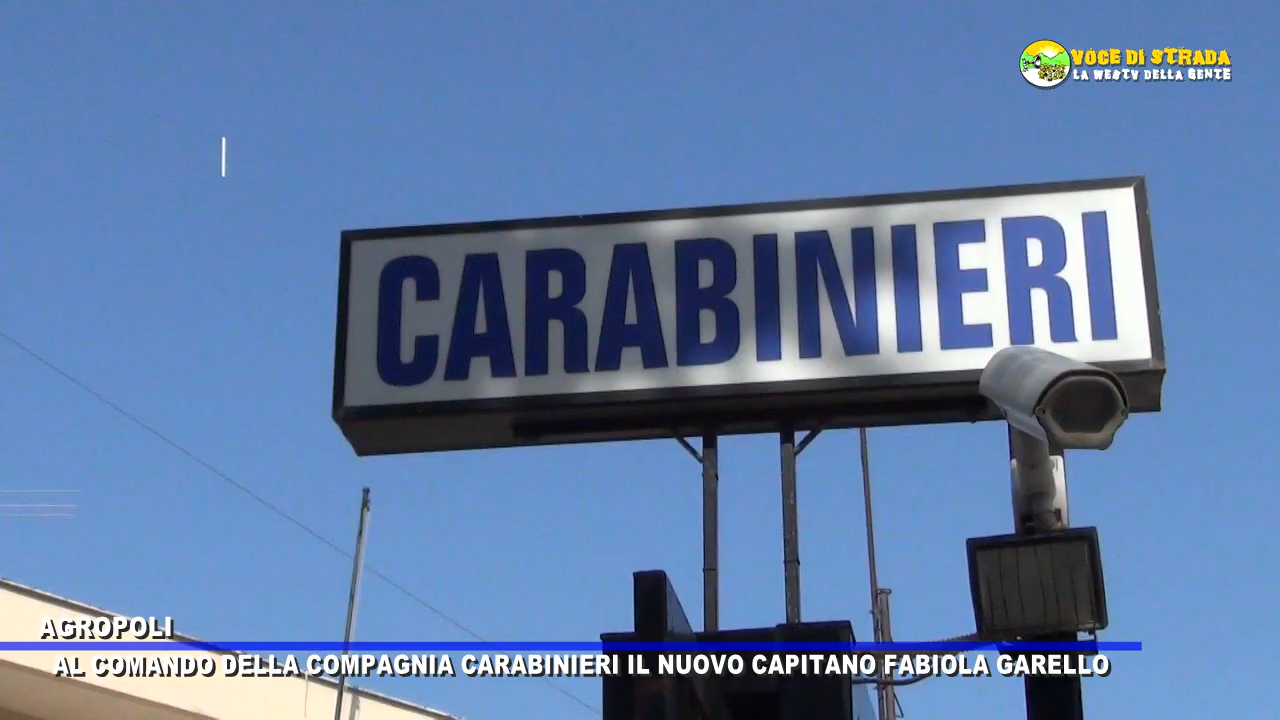 VOCE DI STRADA
LA WEBTV DELLA GENTE
CARABINIERI
AGROPOLI
AL COMANDO DELLA COMPAGNIA CARABINIERI IL NUOVO CAPITANO FABIOLA GARELLO